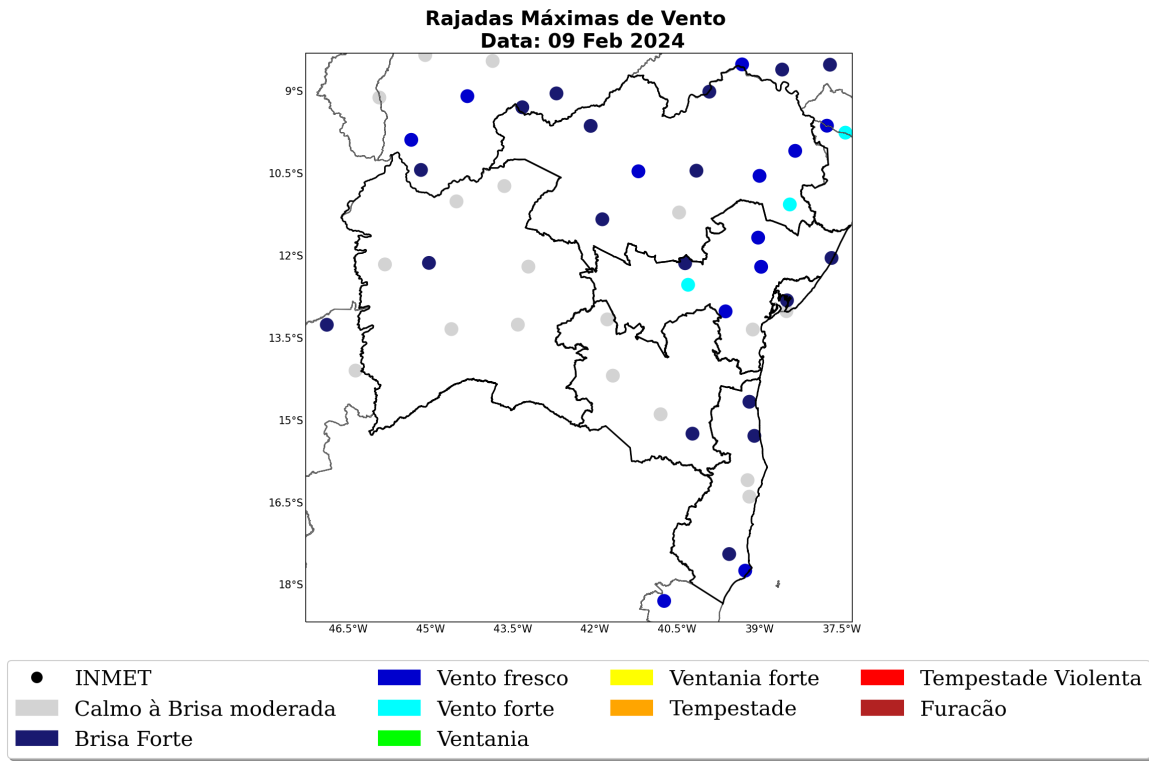 Rajadas Máximas de Vento
Data: 09 Feb 2024
9°S
10.5°S
12°S
13.5°S
15°S
16.5°S
18°S
46.5°W 45°W 43.5°W 42°W 40.5°W 39°W 37.5°W
INMET Vento fresco Ventania forte Tempestade Violenta
Calmo à Brisa moderada Vento forte Tempestade Furacão
Brisa Forte Ventania